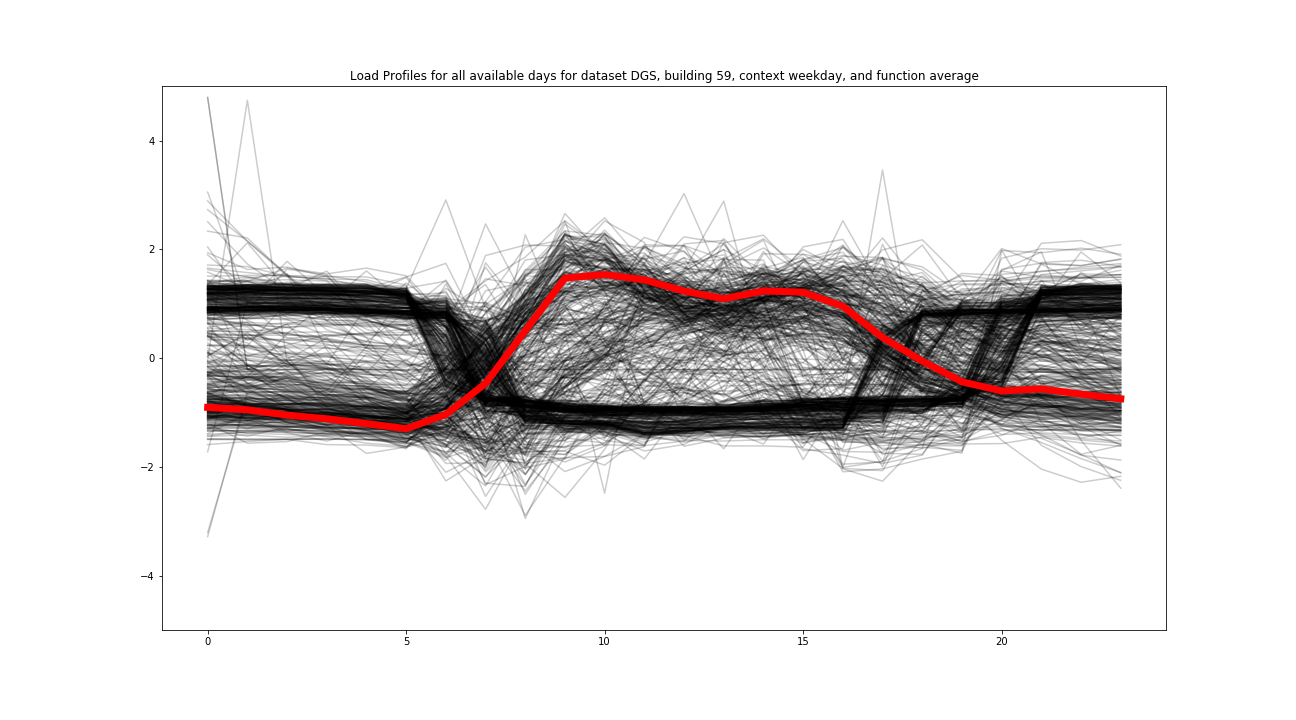 Load Profiles for all available days for dataset DGS, building 59, context weekday, and function average
4
2
0
−2
−4
0 5 10 15 20